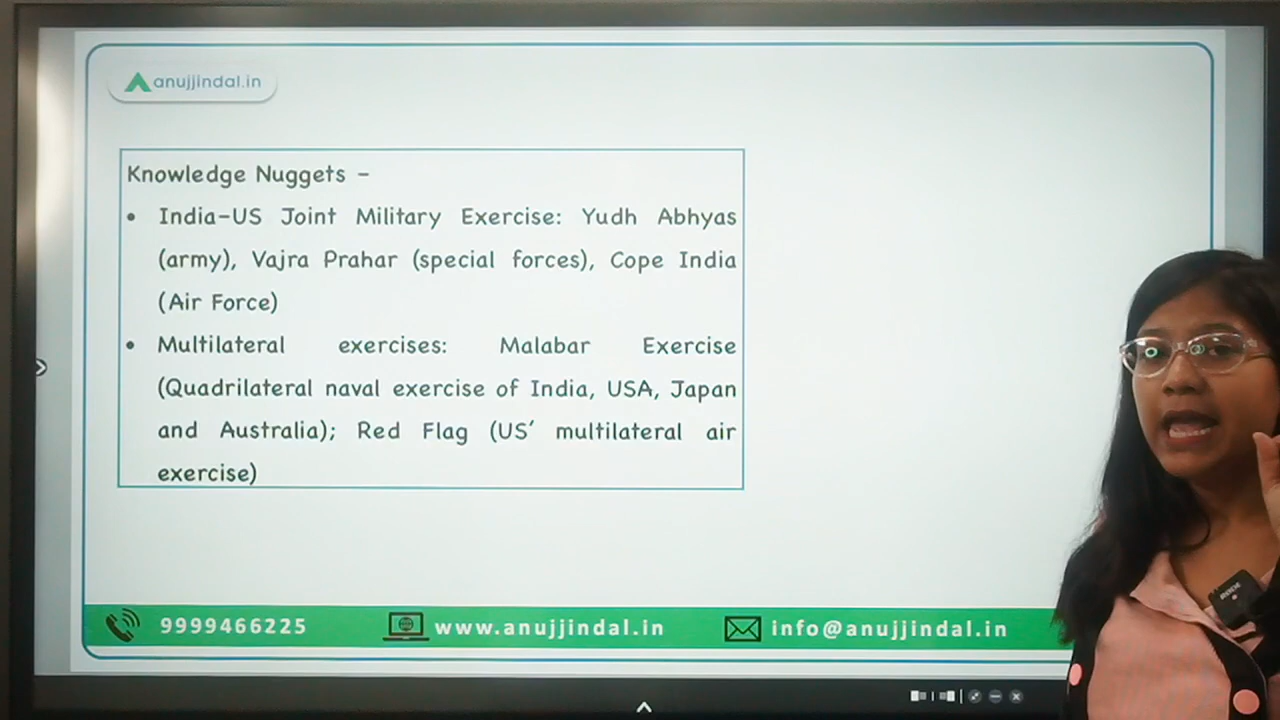 anujjindal.in
Knowledge Nuggets –
• India-US Joint Military Exercise: Yudh Abhyas
(army), Vajra Prahar (special forces), Cope India
(Air Force)
• Multilateral exercises: Malabar Exercise
(Quadrilateral naval exercise of India, USA, Japan
and Australia); Red Flag (US’ multilateral air
exercise)
9999466225 www.anujjindal.in info@anujjindal.in